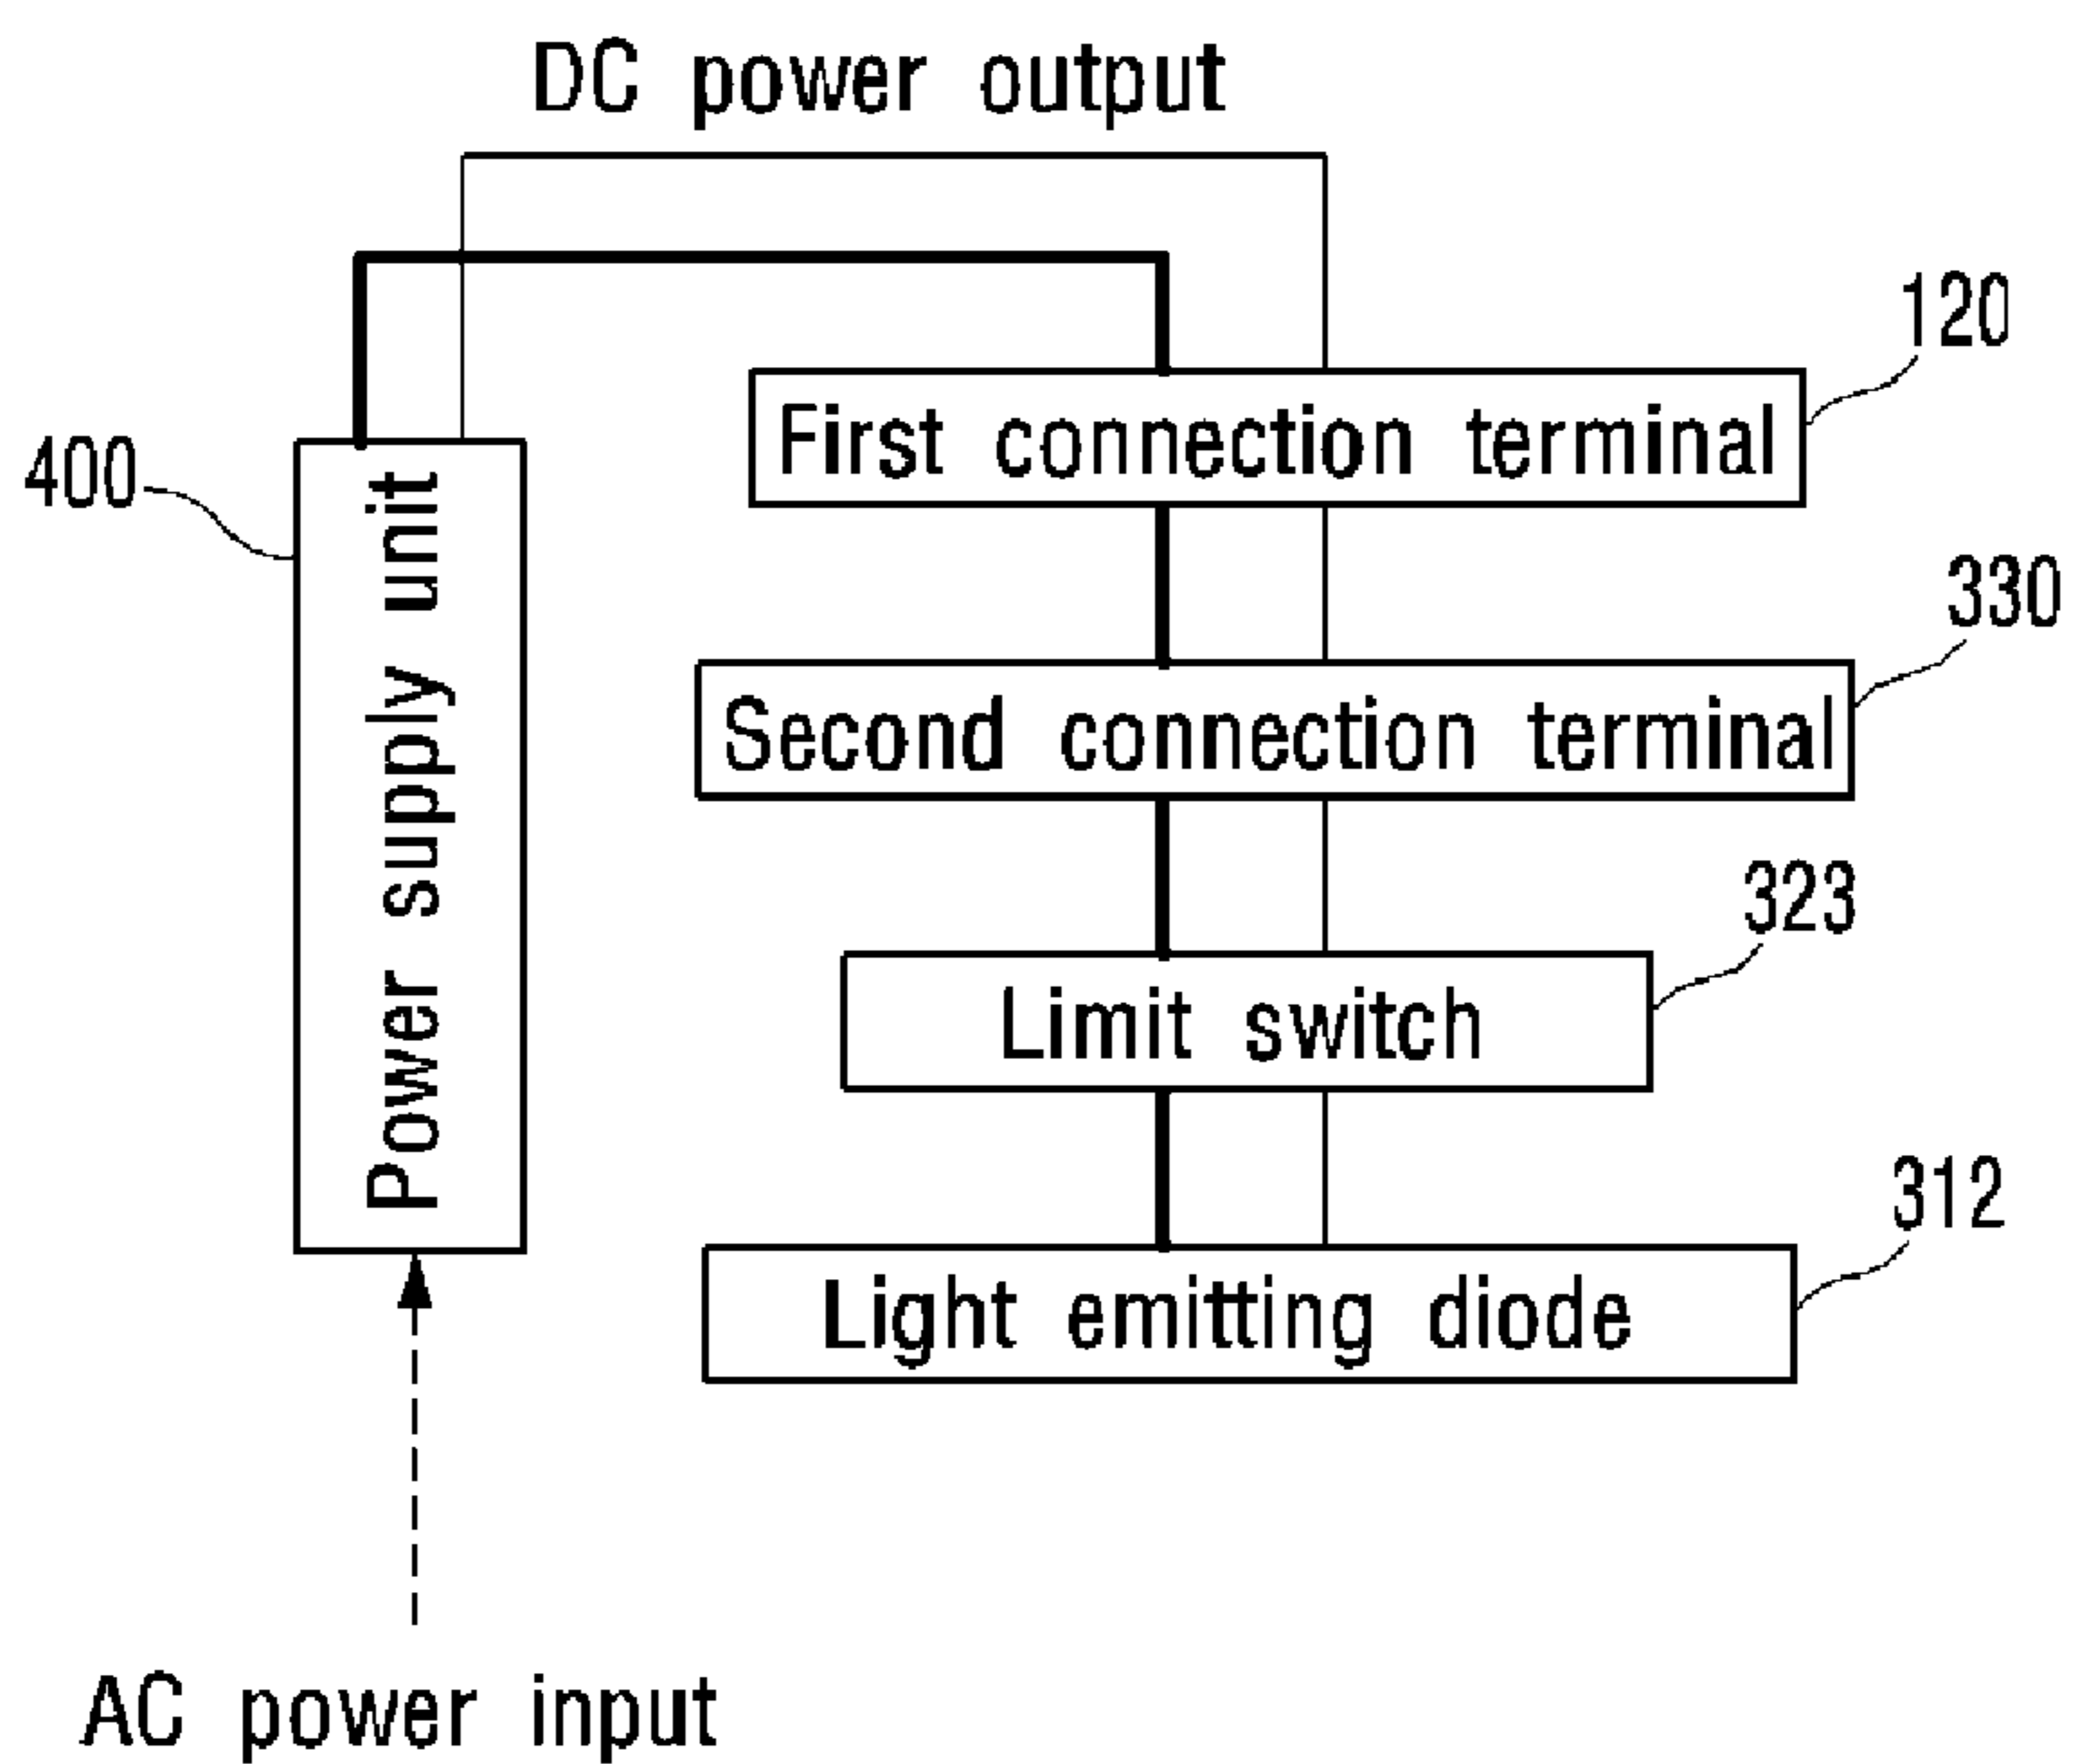 DC power output
120
First connection terminal
400
Power supply unit
330
Second connection terminal
323
Limit switch
312
Light emitting diode
AC power input